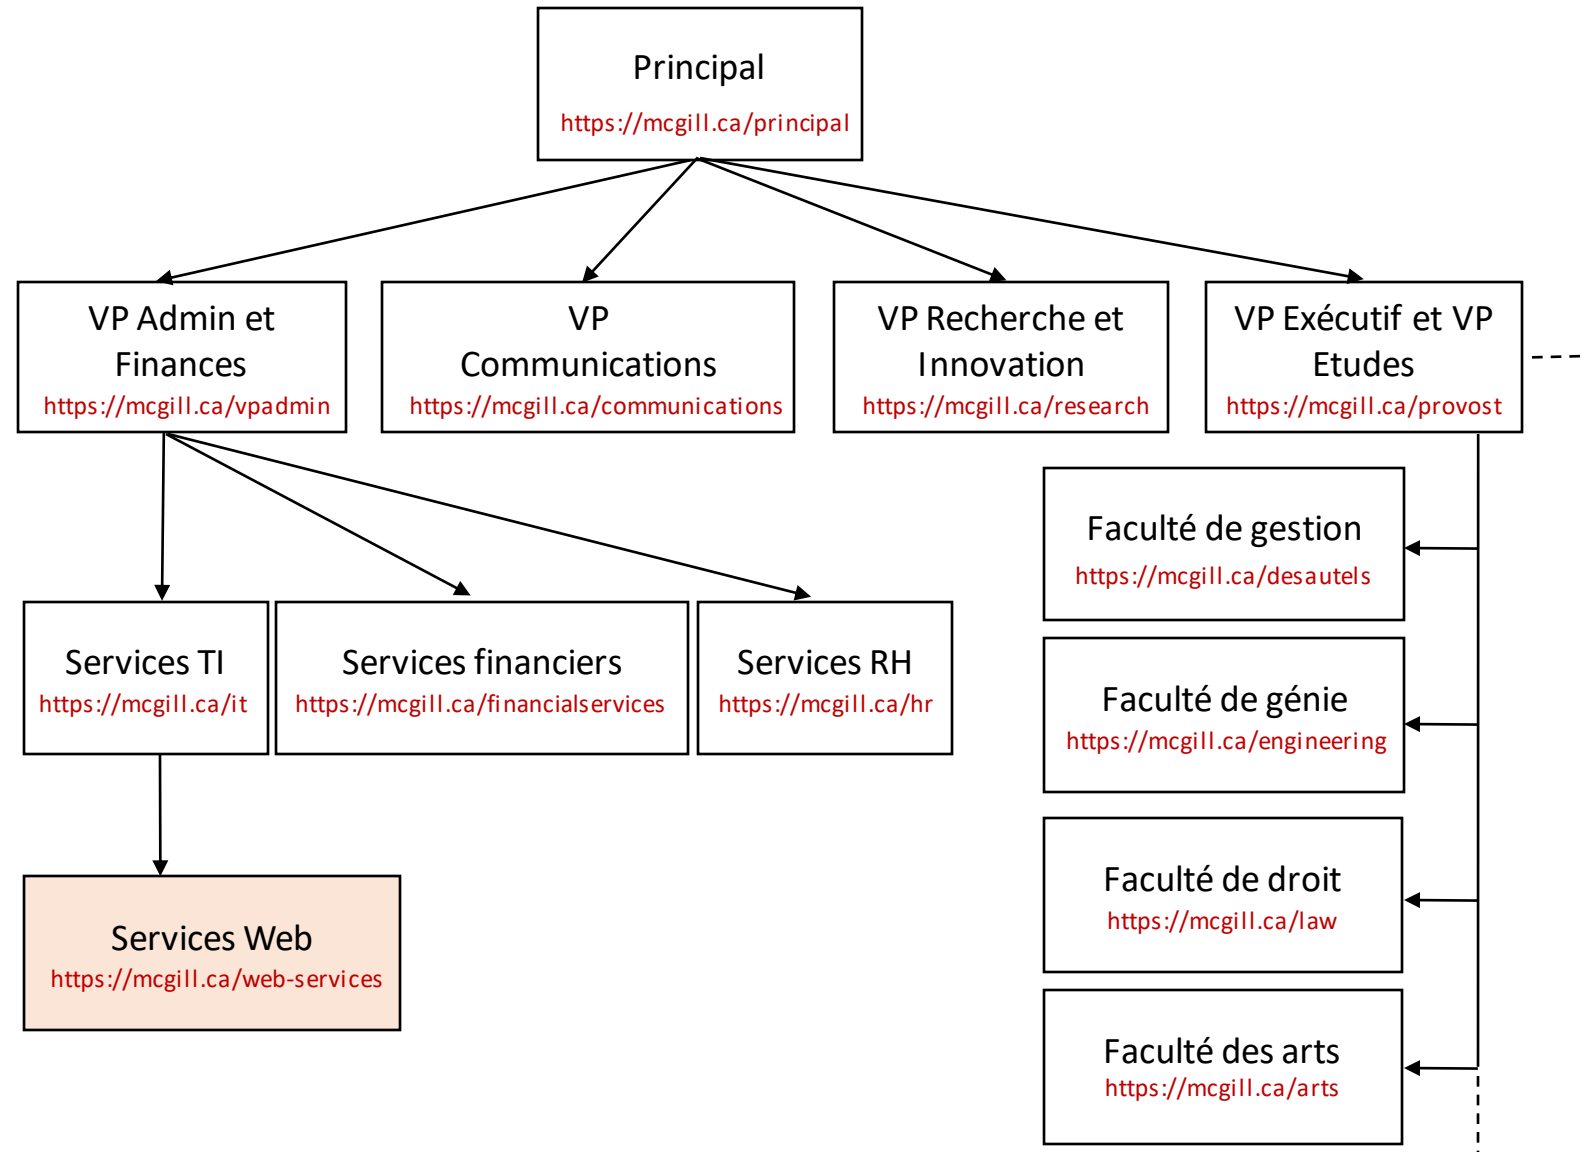 Principal
https://mcgill.ca/principal
VP Admin et
Finances
https://mcgill.ca/vpadmin
VP
Communications
https://mcgill.ca/communications
VP Recherche et
Innovation
https://mcgill.ca/research
VP Exécutif et VP
Etudes
https://mcgill.ca/provost
Services TI
https://mcgill.ca/it
Services financiers
https://mcgill.ca/financialservices
Services RH
https://mcgill.ca/hr
Services Web
https://mcgill.ca/web-services
Faculté de gestion
https://mcgill.ca/desautels
Faculté de génie
https://mcgill.ca/engineering
Faculté de droit
https://mcgill.ca/law
Faculté des arts
https://mcgill.ca/arts